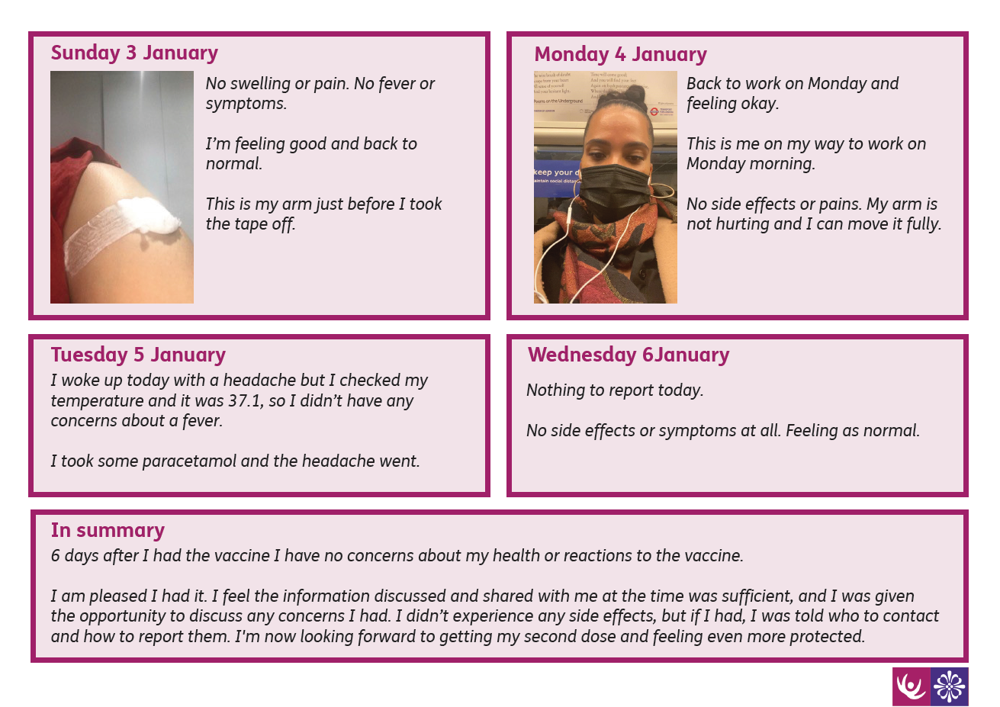 Sunday 3 January
No swelling or pain. No fever or
symptoms.
I’m feeling good and back to
normal.
This is my arm just before I took
the tape off.
Monday 4 January
Time will come good;
And you will find your feet
Poems on the Underground
keep your d
aintain social distan
Back to work on Monday and
feeling okay.
This is me on my way to work on
Monday morning.
No side effects or pains. My arm is
not hurting and I can move it fully.
Tuesday 5 January
I woke up today with a headache but I checked my
temperature and it was 37.1, so I didn’t have any
concerns about a fever.
I took some paracetamol and the headache went.
Wednesday 6January
Nothing to report today.
No side effects or symptoms at all. Feeling as normal.
In summary
6 days after I had the vaccine I have no concerns about my health or reactions to the vaccine.
I am pleased I had it. I feel the information discussed and shared with me at the time was sufficient, and I was given
the opportunity to discuss any concerns I had. I didn’t experience any side effects, but if I had, I was told who to contact
and how to report them. I'm now looking forward to getting my second dose and feeling even more protected.